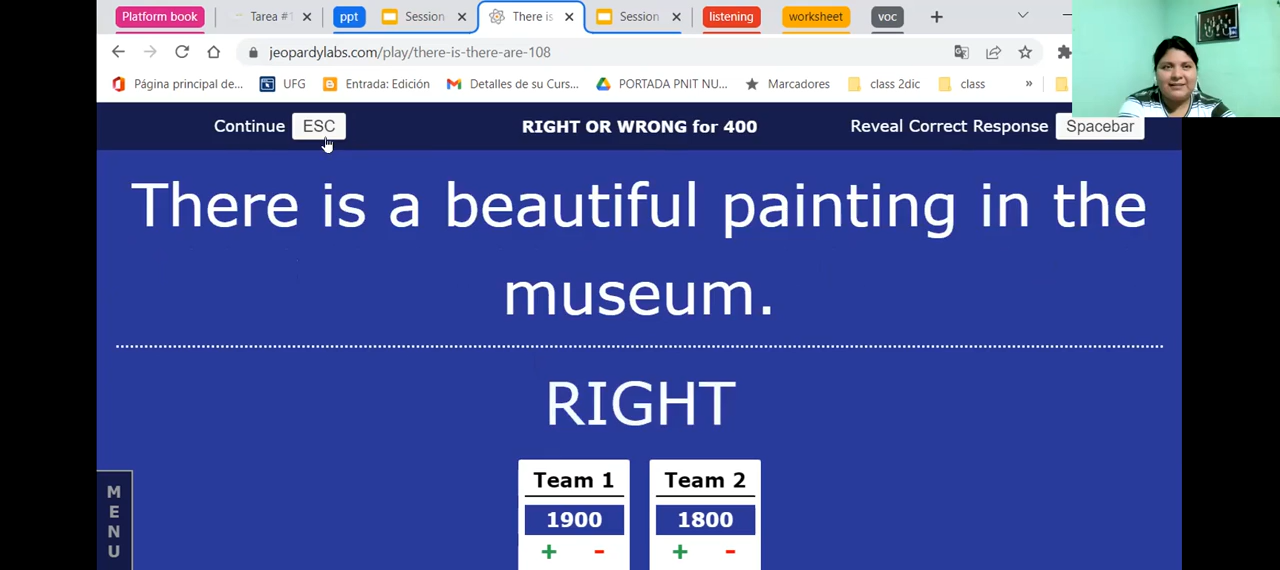 Platform book Tarea #1 ppt Session There is Session listening worksheet voc
jeopardylabs.com/play/there-is-there-are-108
Página principal de... UFG Entrada: Edición Detalles de su Curs... PORTADA PNIT NU... Marcadores class 2dic class »
Continue ESC RIGHT OR WRONG for 400 Reveal Correct Response Spacebar
There is a beautiful painting in the
museum.
RIGHT
Team 1 Team 2
1900 1800
+ - + -
MENU